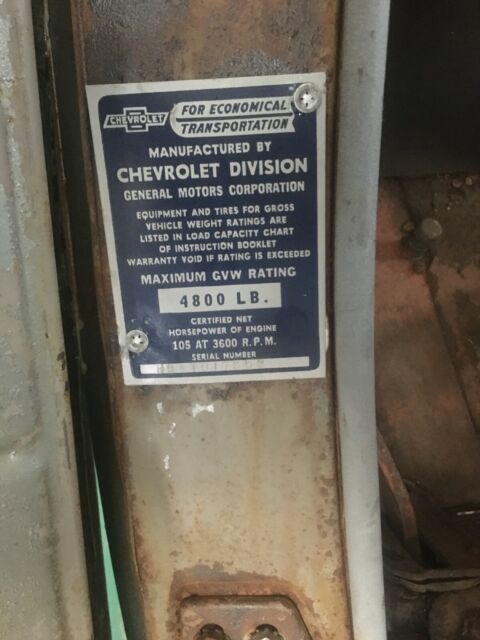 CHEVROLET
FOR ECONOMICAL
TRANSPORTATION
MANUFACTURED BY
CHEVROLET DIVISION
GENERAL MOTORS CORPORATION
EQUIPMENT AND TIRES FOR GROSS
VEHICLE WEIGHT RATINGS ARE
LISTED IN LOAD CAPACITY CHART
OF INSTRUCTION BOOKLET
WARRANTY VOID IF RATING IS EXCEEDED
MAXIMUM GVW RATING
4800 LB.
CERTIFIED NET
HORSEPOWER OF ENGINE
105 AT 3600 R.P.M.
SERIAL NUMBER